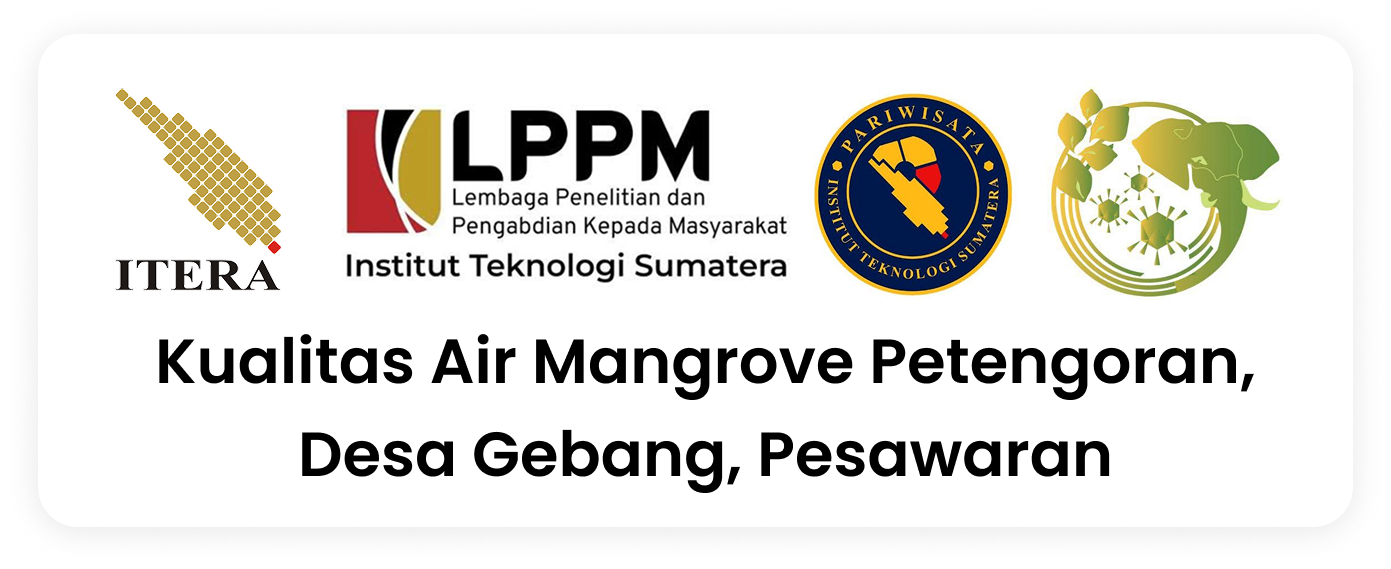 ITERA
LPPM
Lembaga Penelitian dan
Pengabdian Kepada Masyarakat
Institut Teknologi Sumatera
PARIWISATA
INSTITUT TEKNOLOGI SUMATERA
Kualitas Air Mangrove Petengoran,
Desa Gebang, Pesawaran